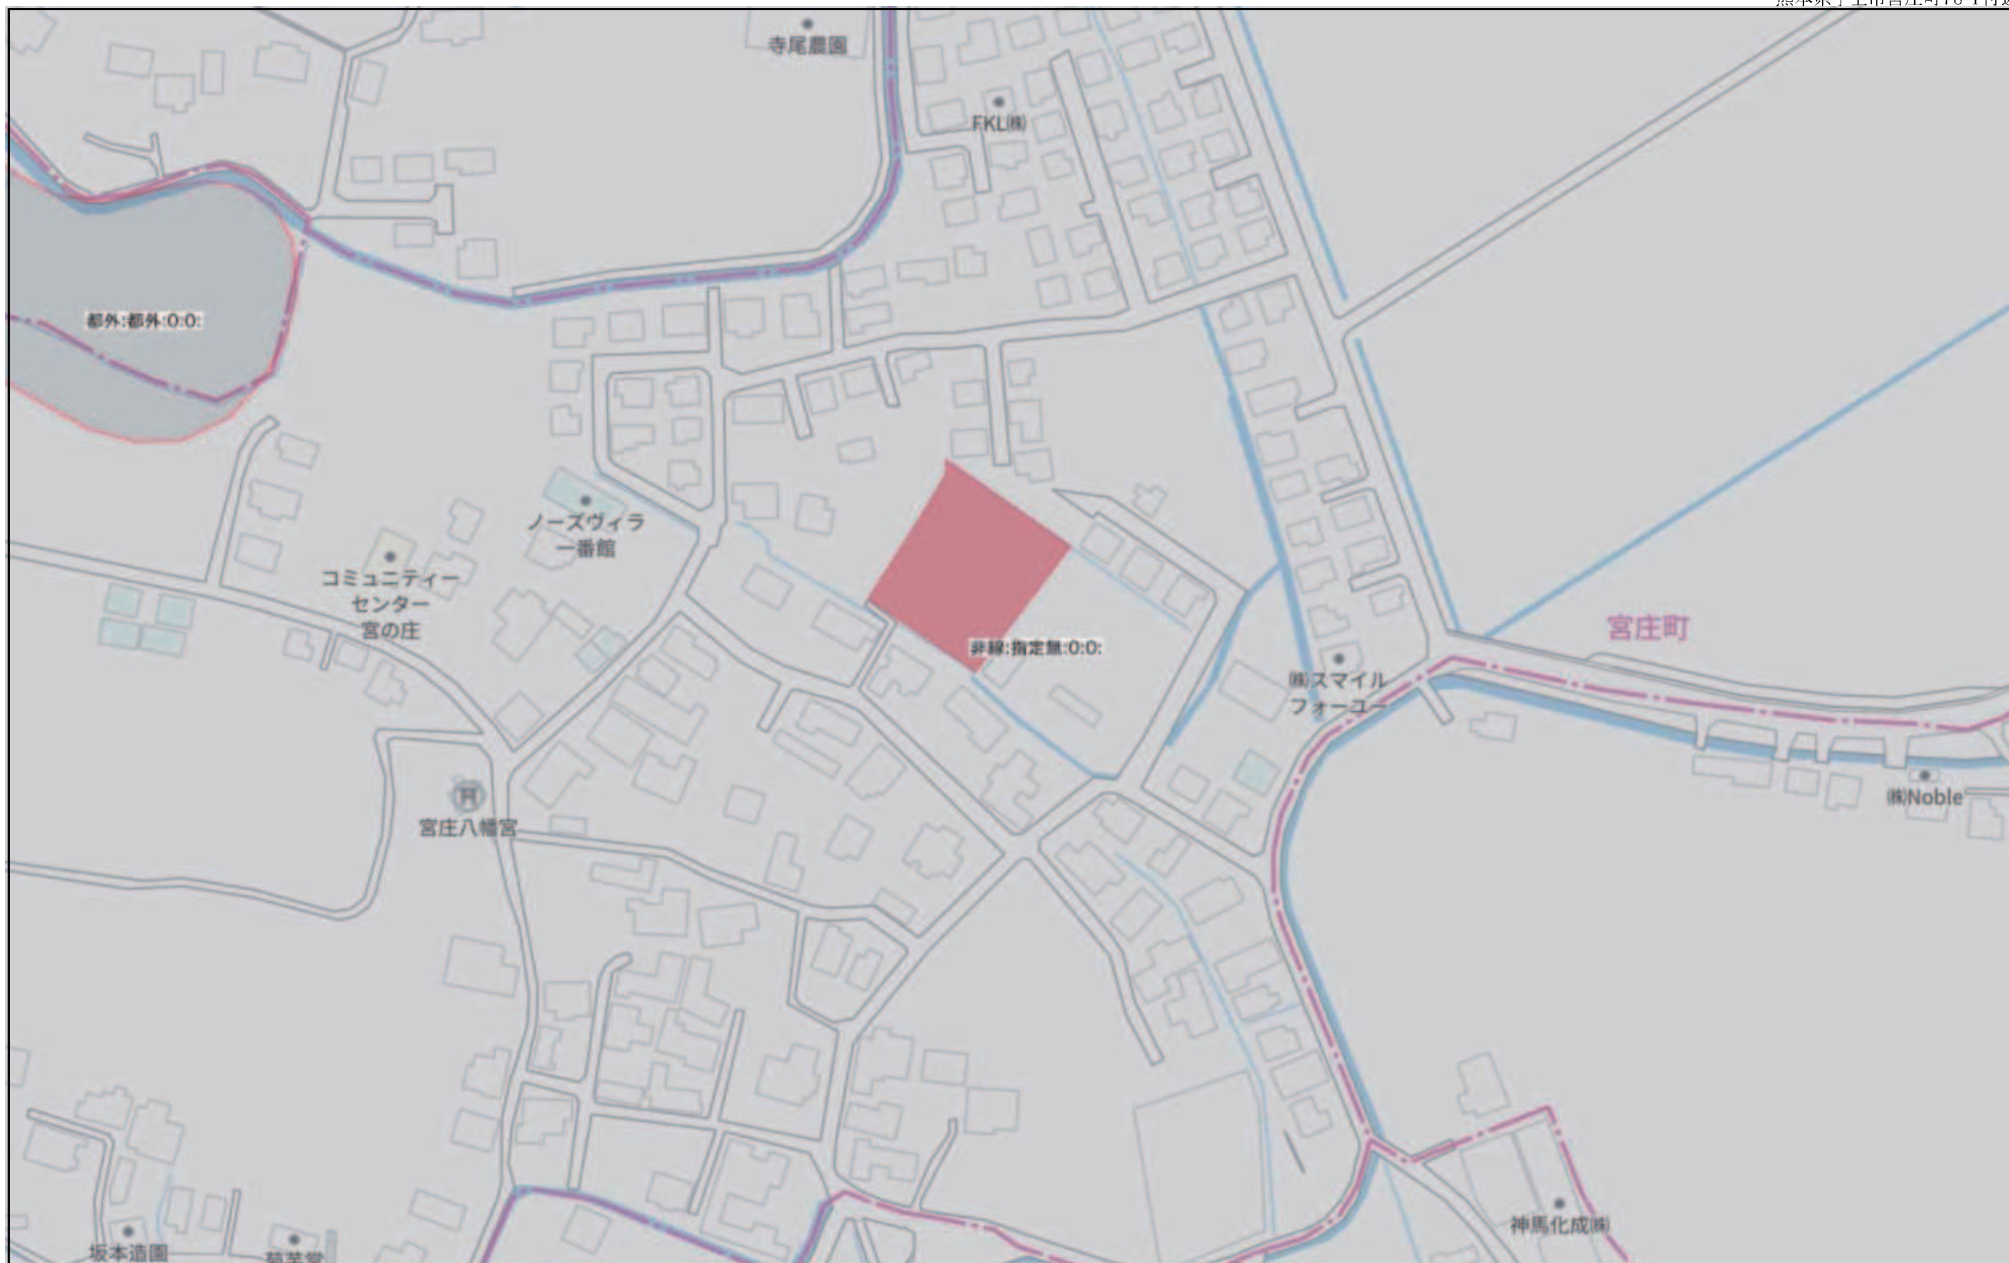 寺尾農園
FKL㈱
都外:都外:0:0:
ノーズヴィラ
一番館
コミュニティー
センター
宮の庄
非線:指定無:0:0:
宮庄町
㈱スマイル
フォーユー
㈱Noble
宮庄八幡宮
神馬化成㈱
坂本造園